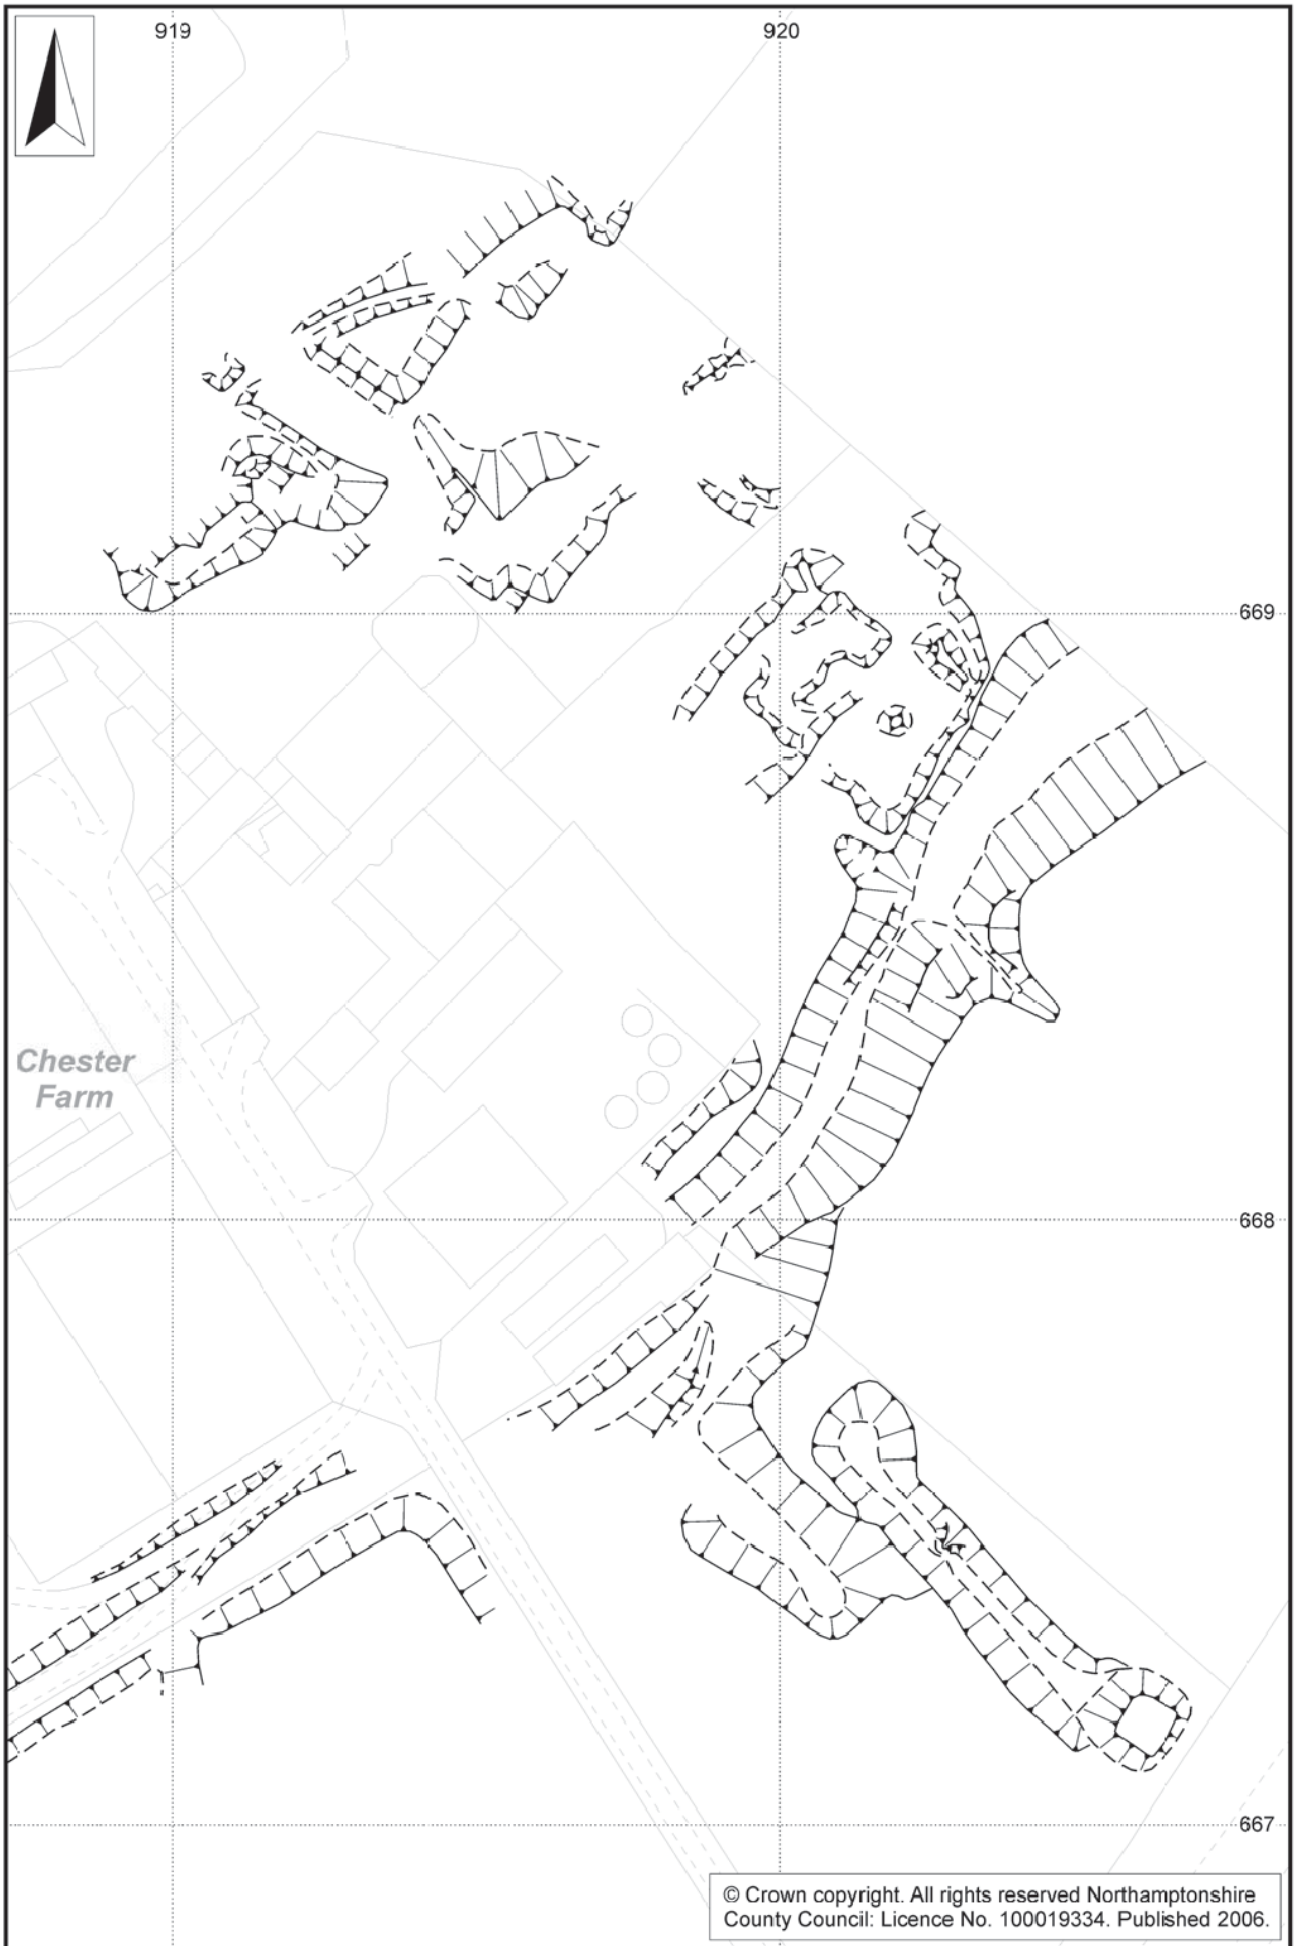 919
920
669
Chester
Farm
668
667
© Crown copyright. All rights reserved Northamptonshire
County Council: Licence No. 100019334. Published 2006.